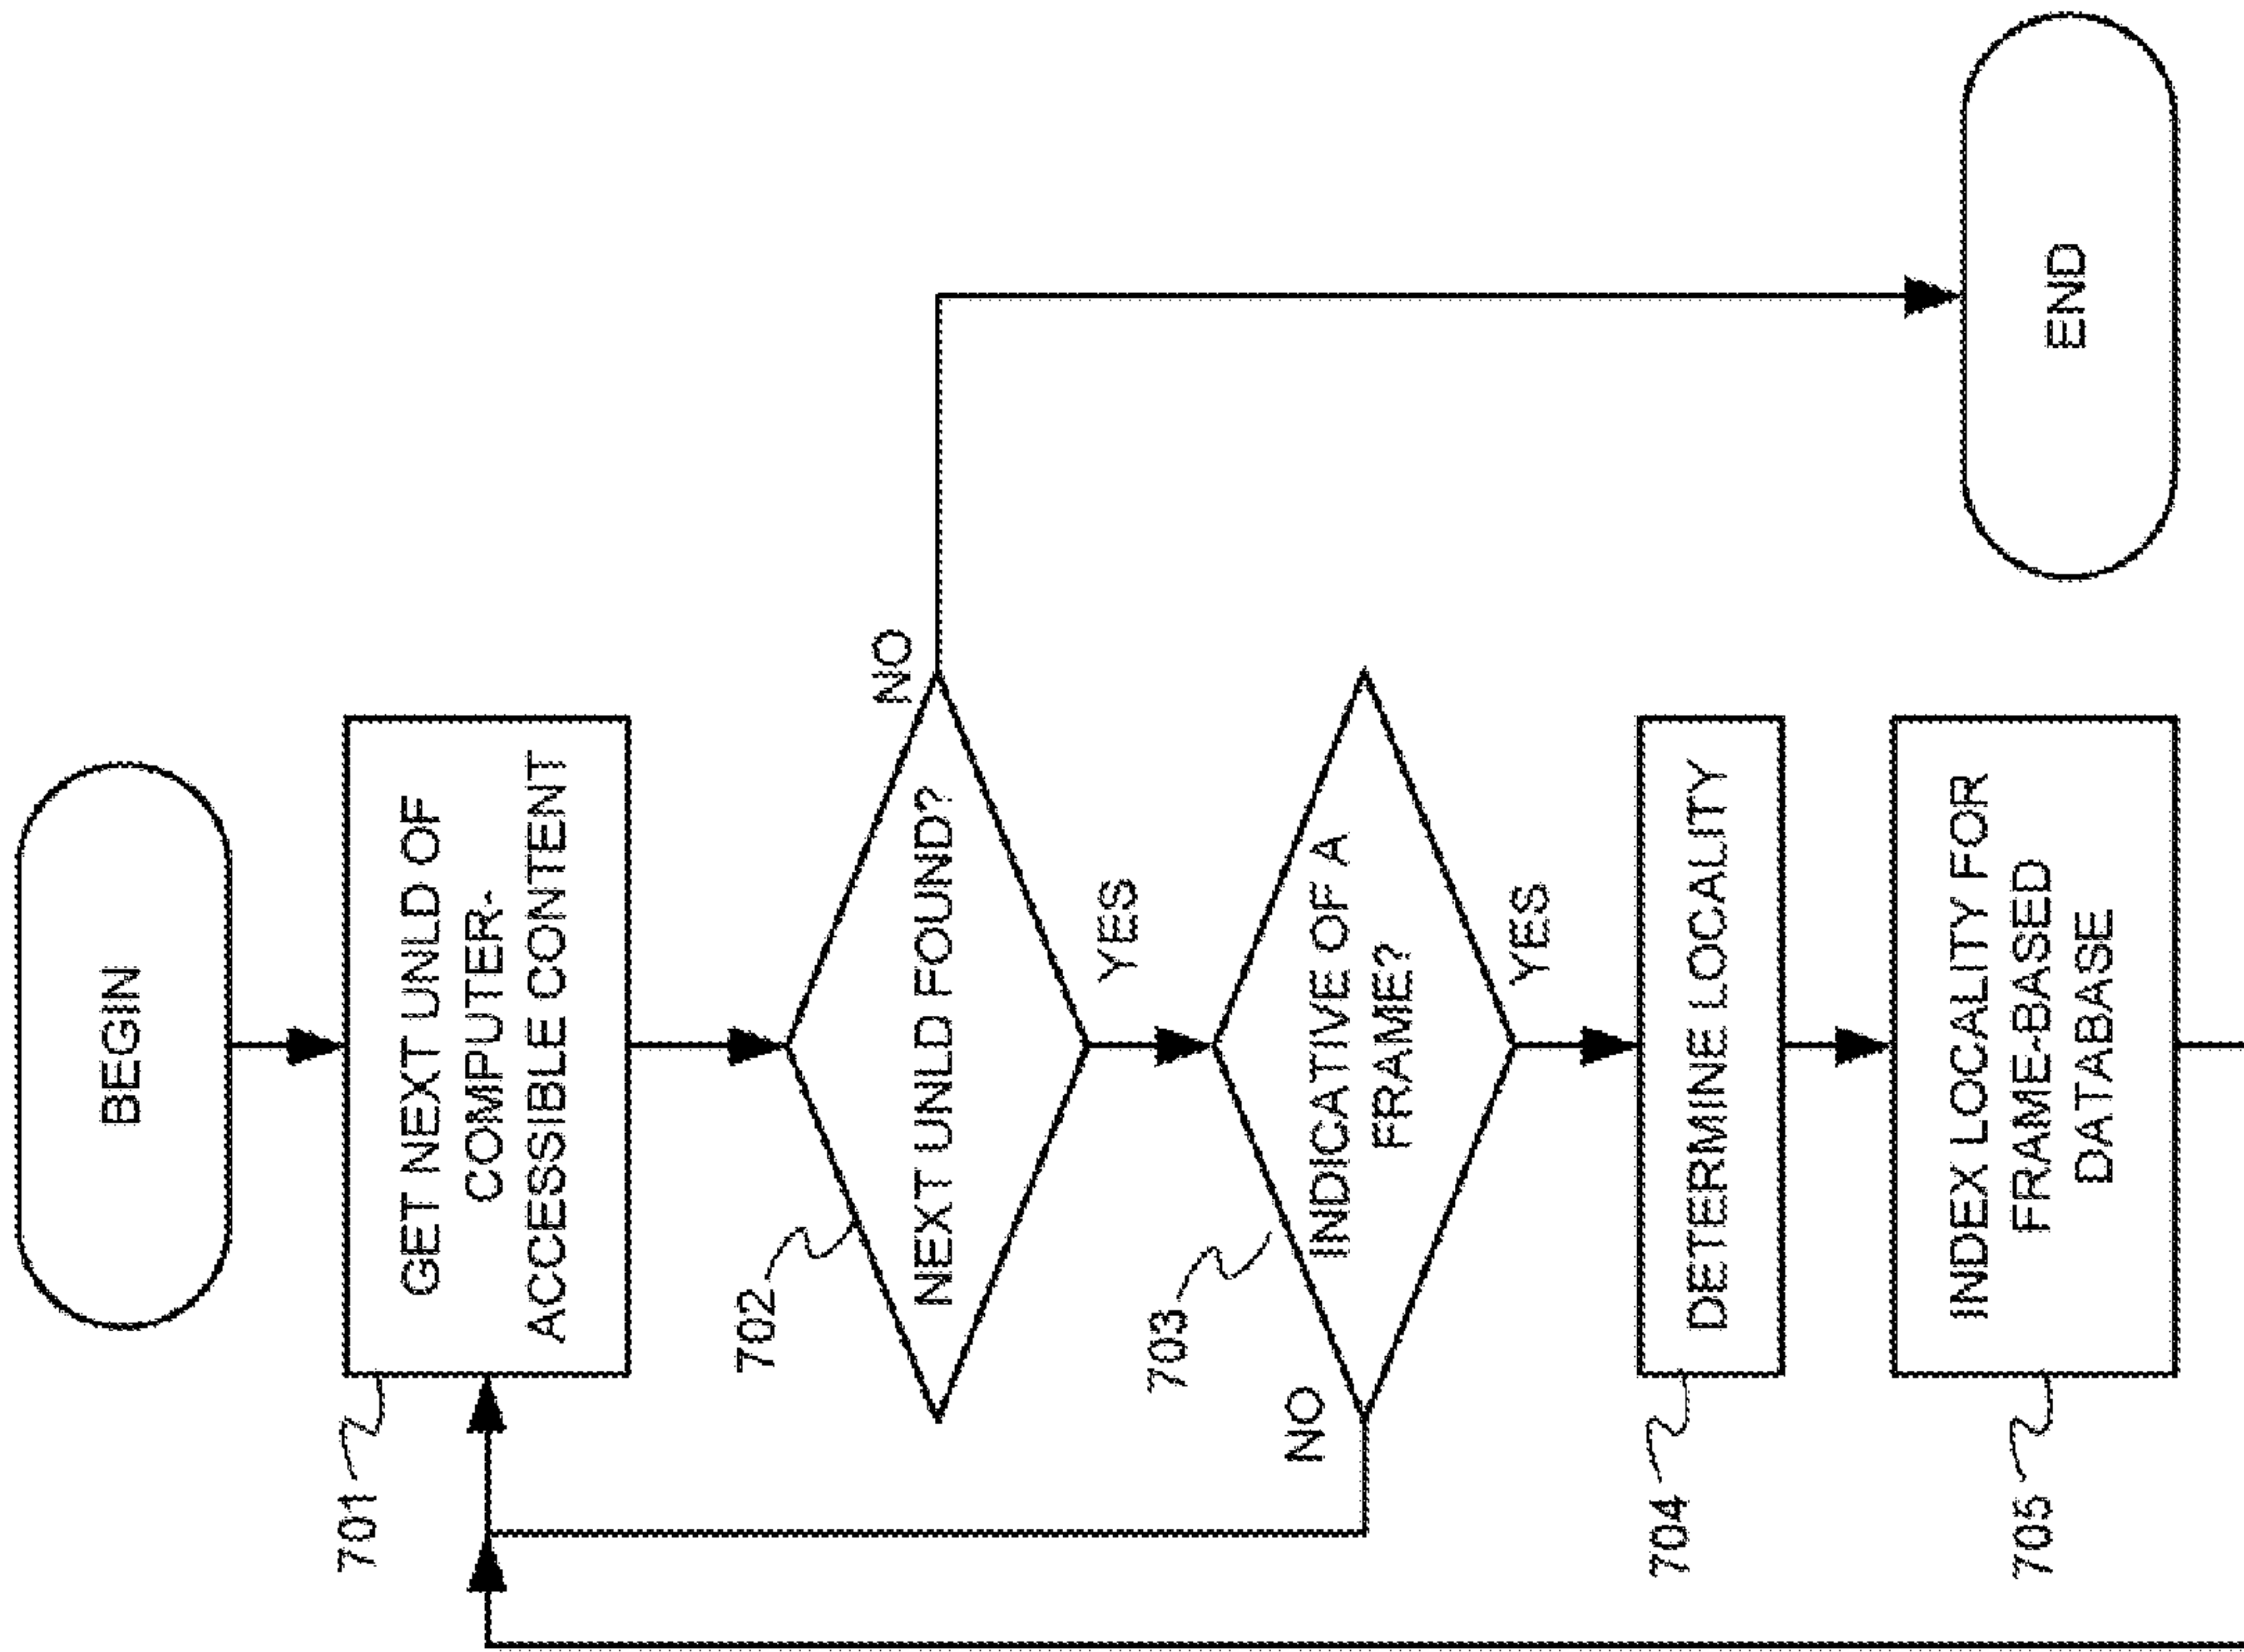 BEGIN
701
GET NEXT UNLD OF
COMPUTER-
ACCESSIBLE CONTENT
702
NEXT UNLD FOUND?
NO
YES
703
INDICATIVE OF A
FRAME?
NO
YES
704
DETERMINE LOCALITY
705
INDEX LOCALITY FOR
FRAME-BASED
DATABASE
END